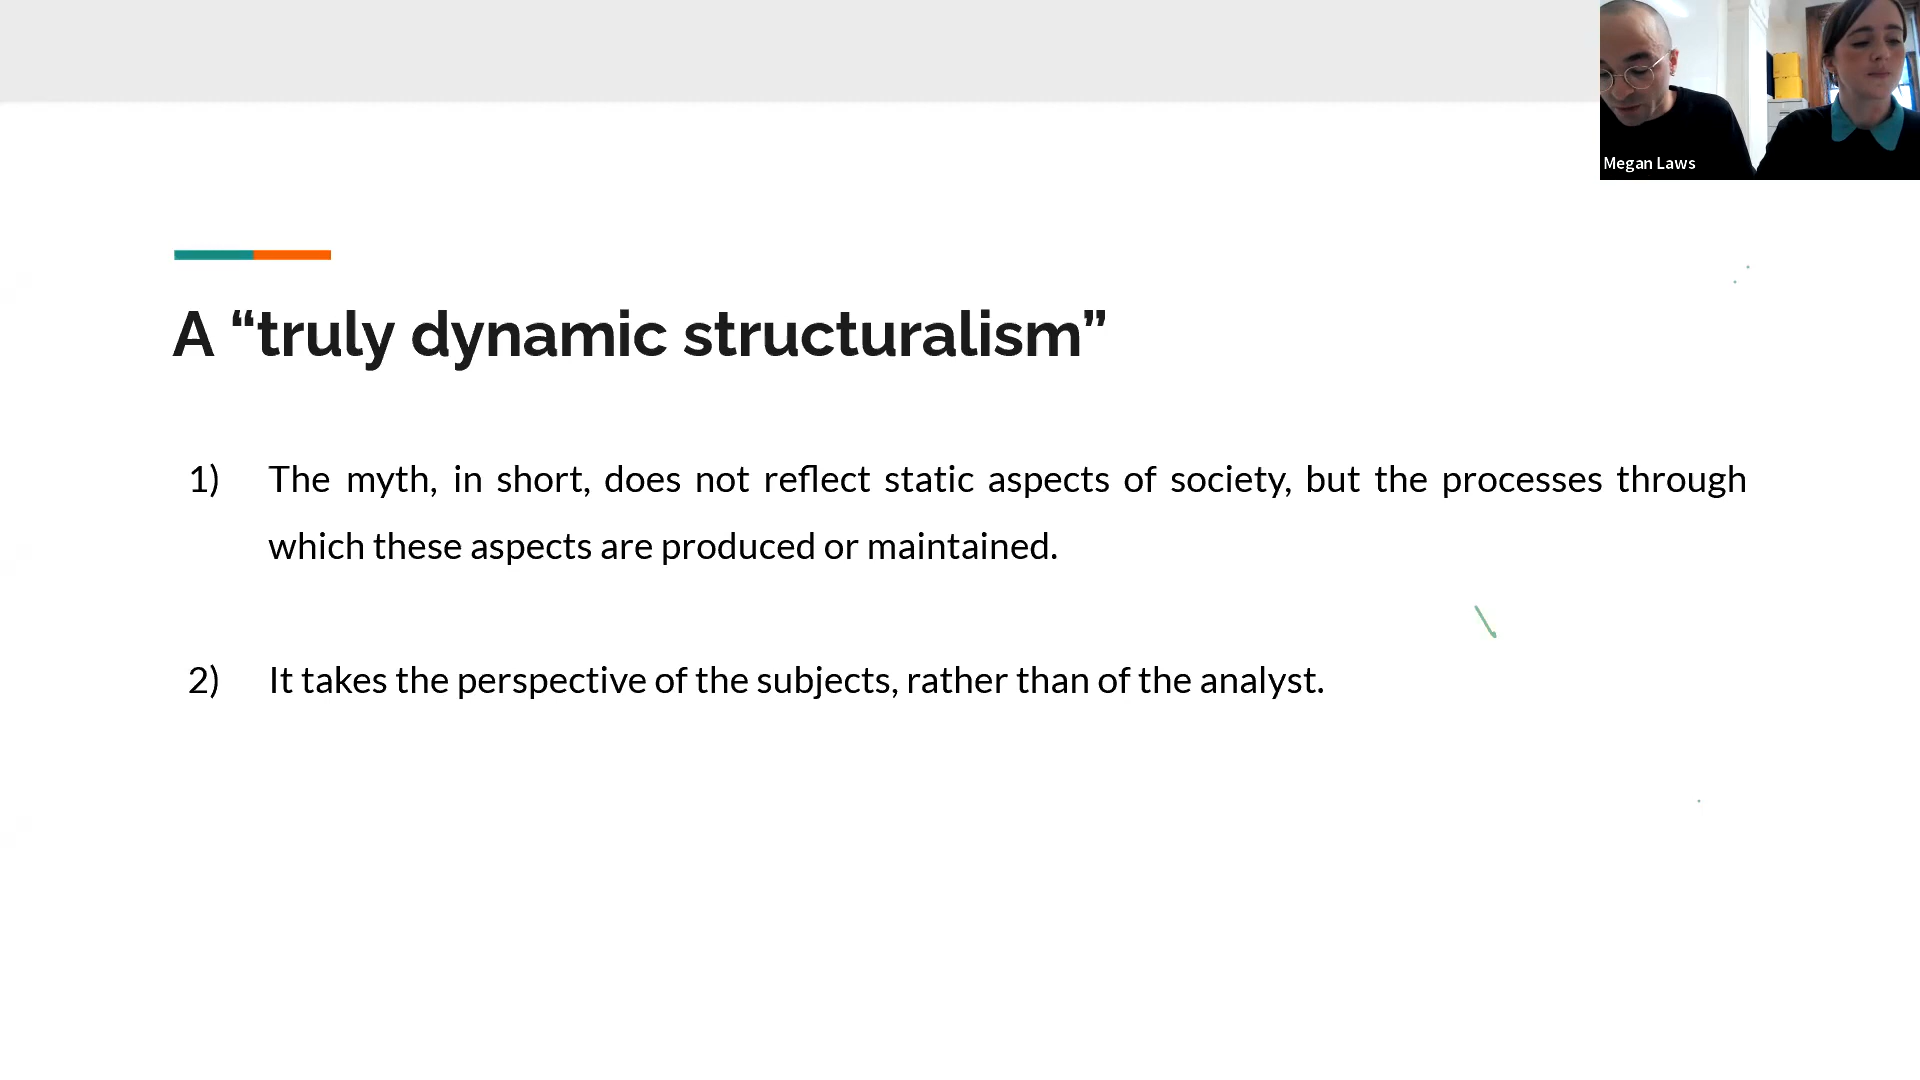 Megan Laws
A “truly dynamic structuralism”
1) The myth, in short, does not reflect static aspects of society, but the processes through
which these aspects are produced or maintained.
2) It takes the perspective of the subjects, rather than of the analyst.